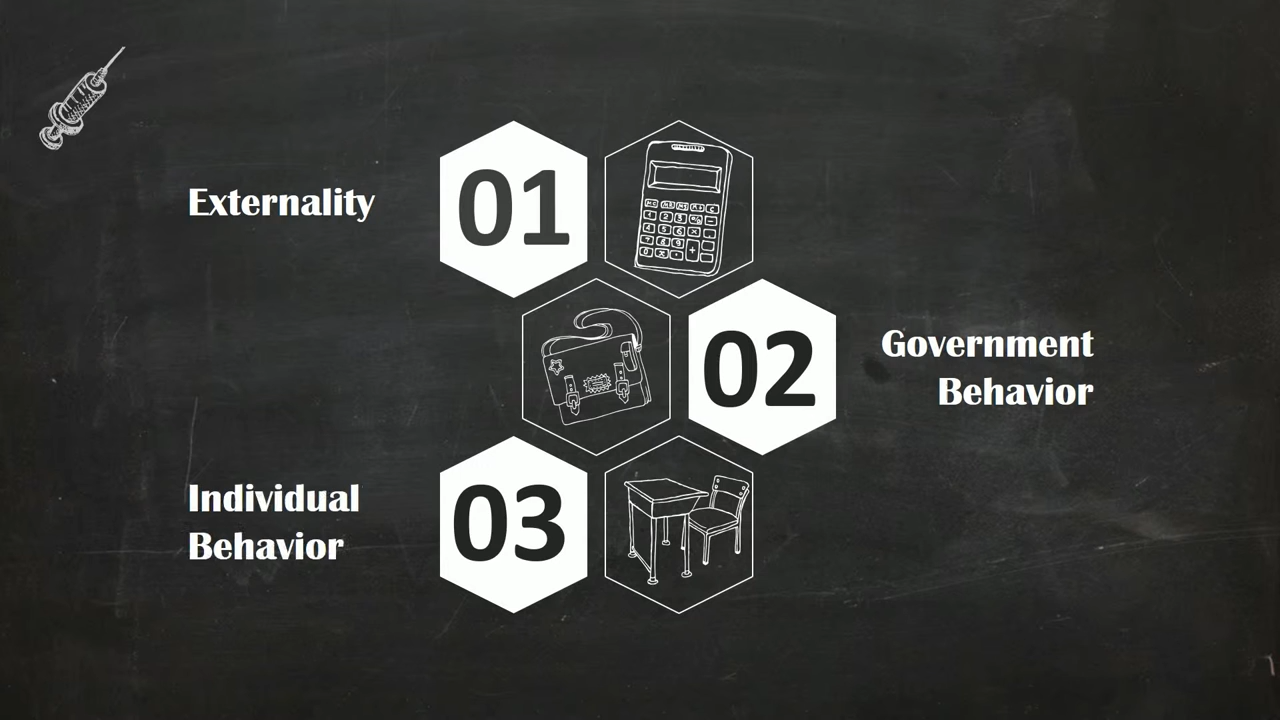 Externality
01
Government
Behavior
02
Individual
Behavior
03